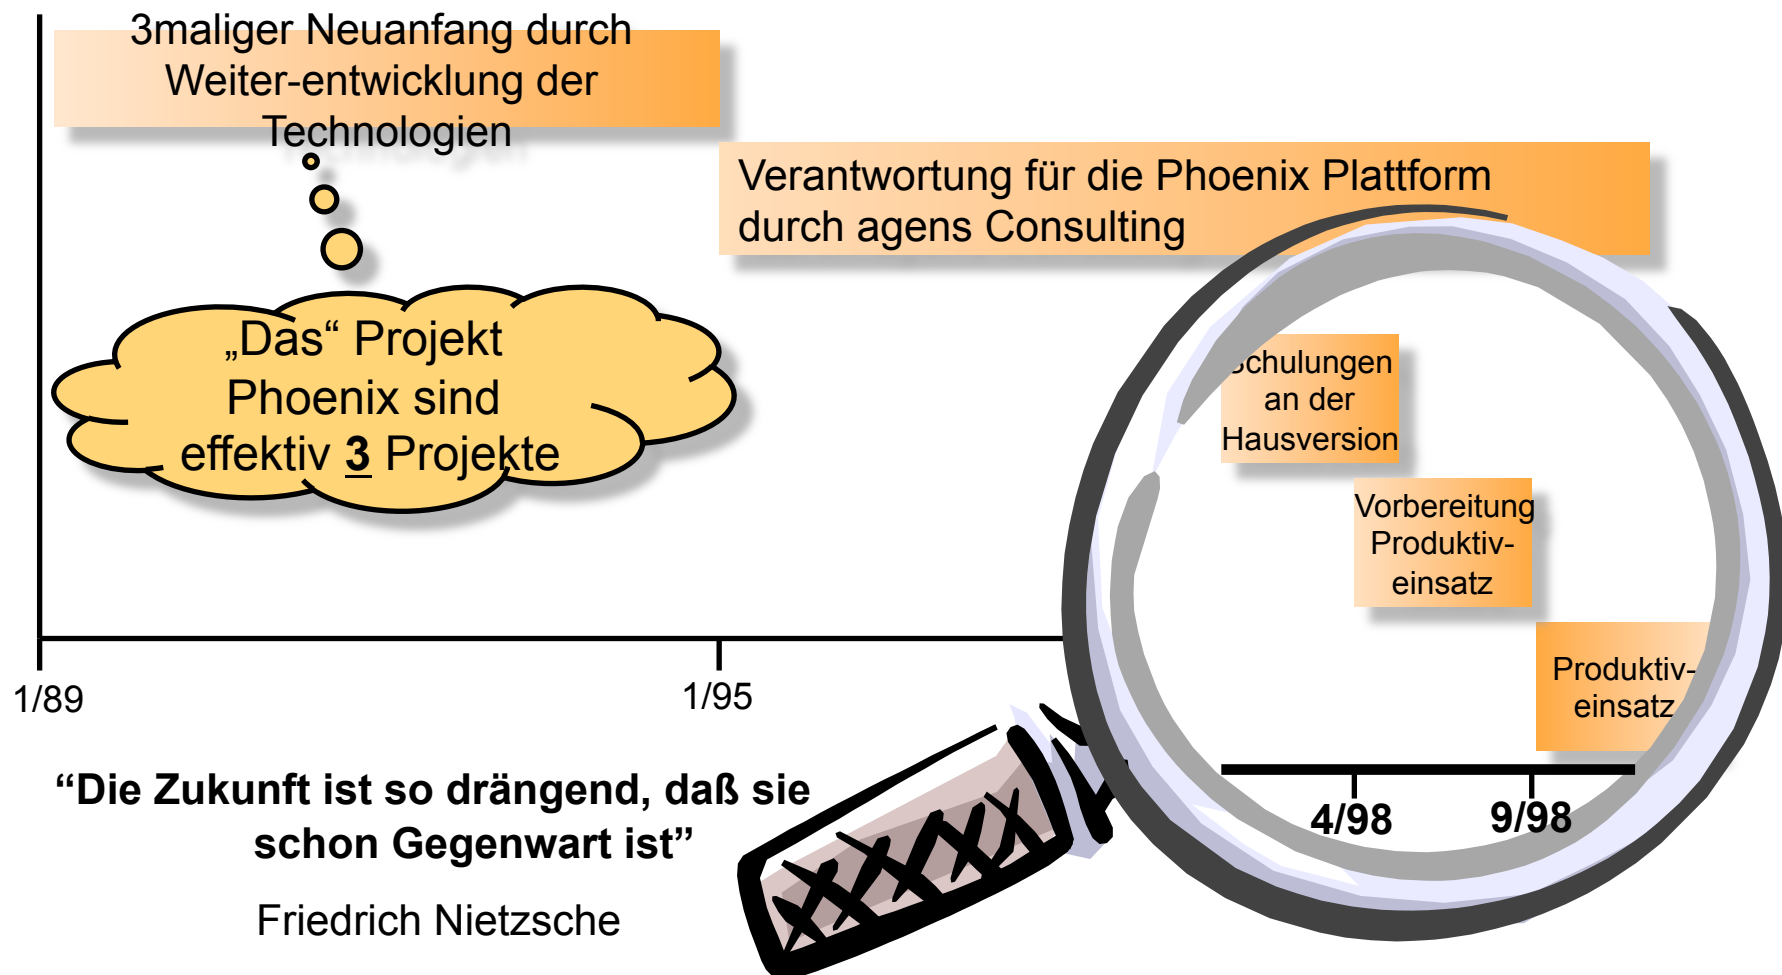 3maliger Neuanfang durch
Weiter-entwicklung der
Technologien
Verantwortung für die Phoenix Plattform
durch agens Consulting
„Das“ Projekt
Phoenix sind
effektiv 3 Projekte
Schulungen
an der
Hausversion
Vorbereitung
Produktiv-
einsatz
Produktiv-
einsatz
1/89
1/95
4/98
9/98
“Die Zukunft ist so drängend, daß sie
schon Gegenwart ist”
Friedrich Nietzsche